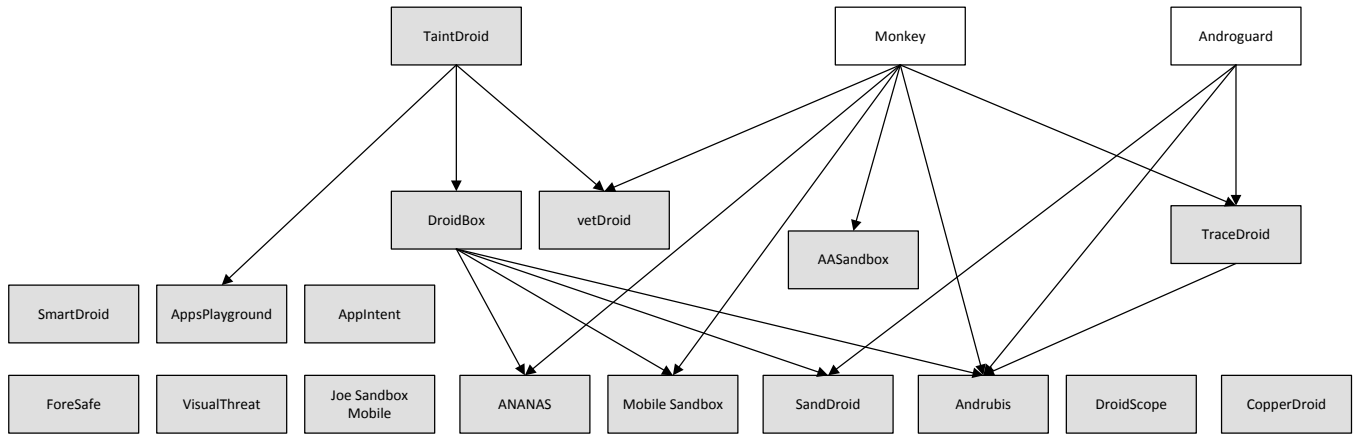 TaintDroid
Monkey
Androguard
DroidBox
vetDroid
TraceDroid
AASandbox
SmartDroid
AppsPlayground
AppIntent
ForeSafe
VisualThreat
Joe Sandbox
Mobile
ANANAS
Mobile Sandbox
SandDroid
Andrubis
DroidScope
CopperDroid